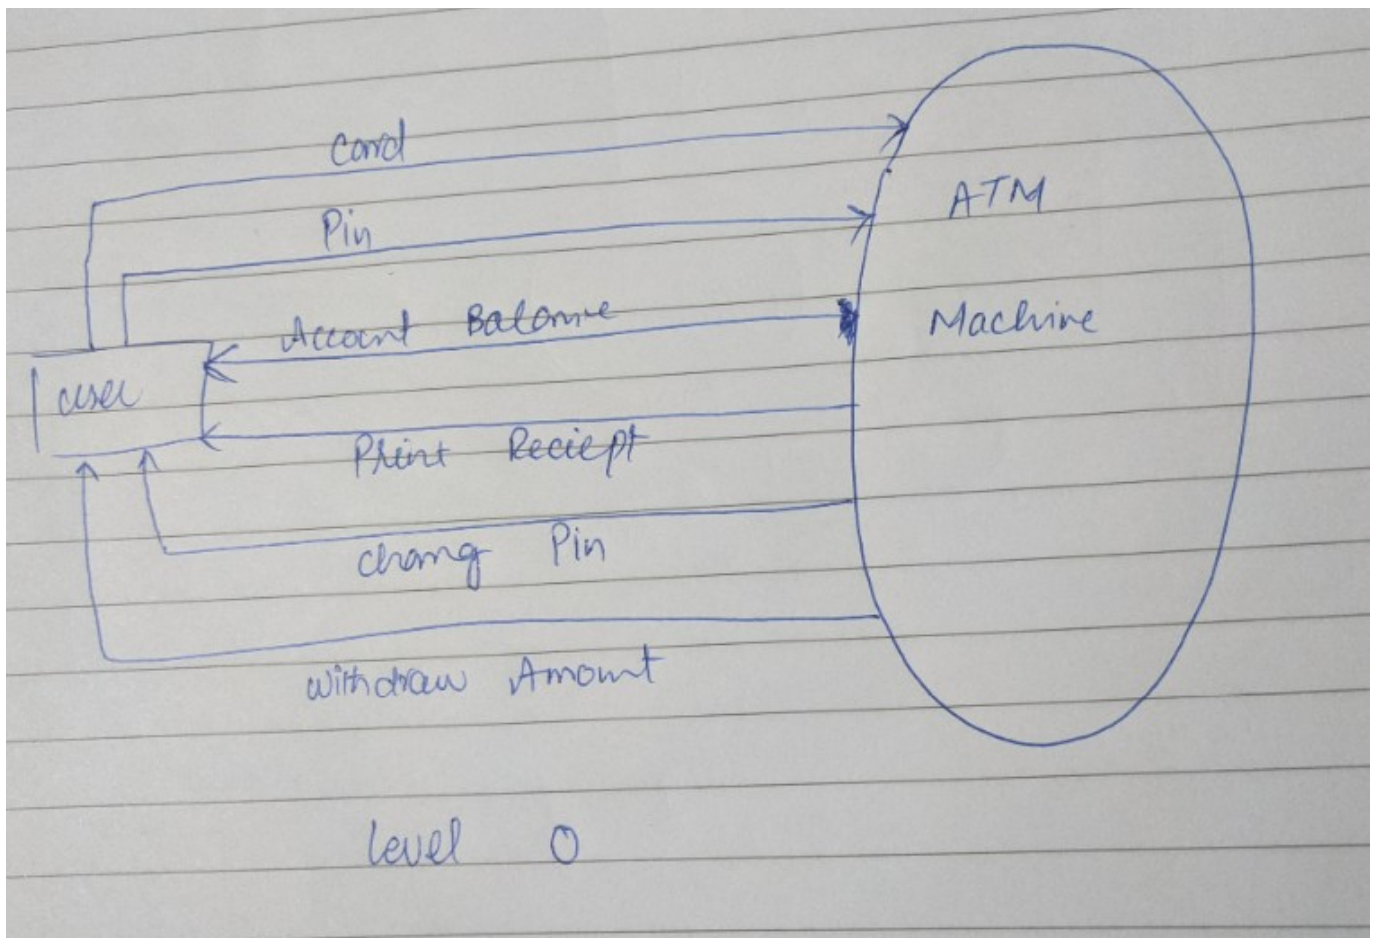 Card
ATM
Pin
Account Balance
Machine
user
Print Reciept
Chang Pin
Withdraw Amount
Level 0